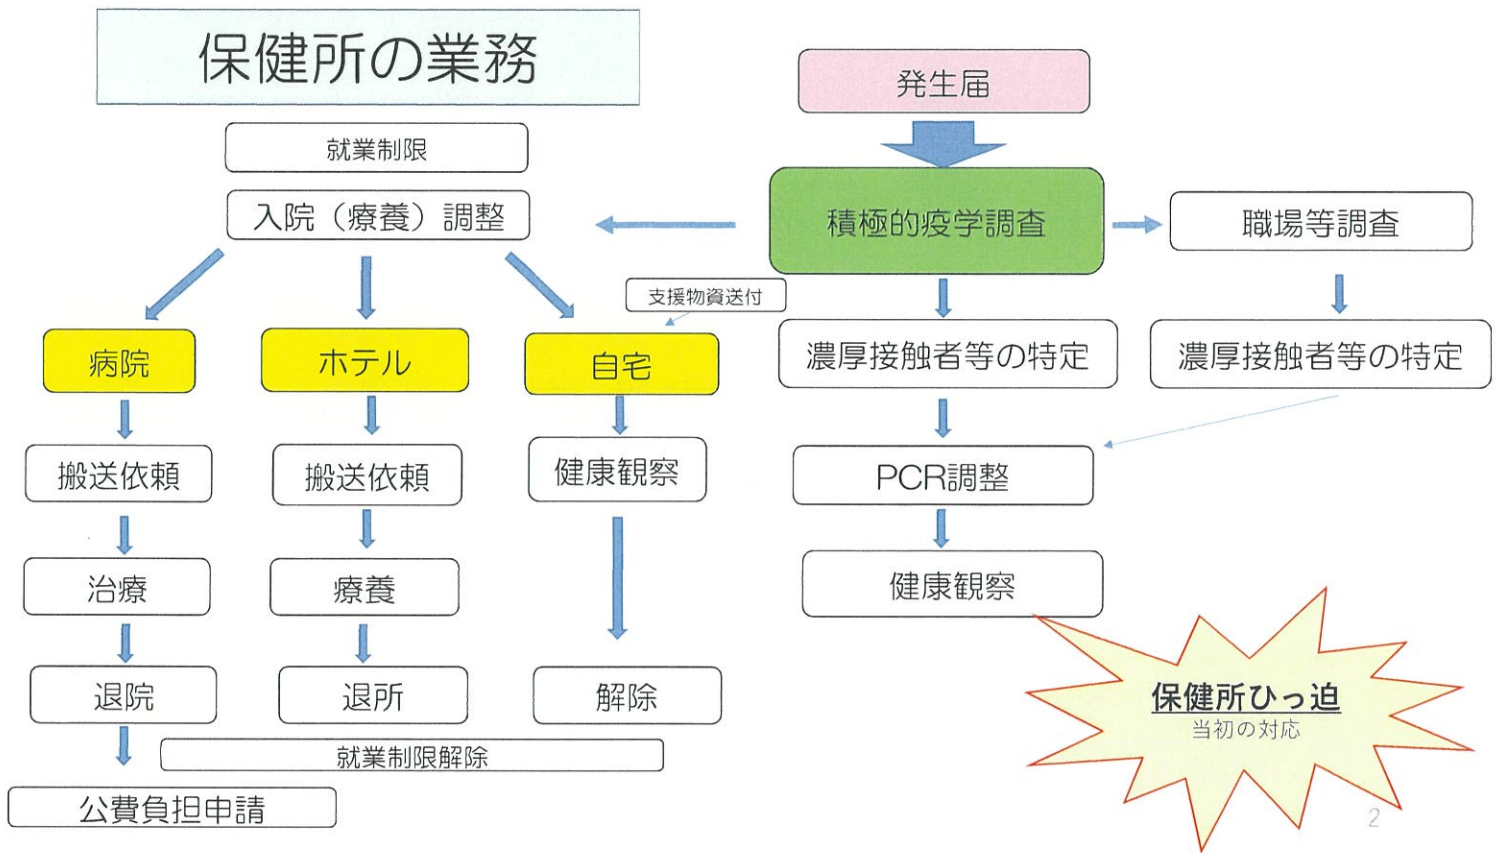 保健所の業務
発生届
就業制限
入院（療養）調整
積極的疫学調査
職場等調査
支援物資送付
病院
ホテル
自宅
濃厚接触者等の特定
濃厚接触者等の特定
搬送依頼
搬送依頼
健康観察
PCR調整
治療
療養
健康観察
退院
退所
解除
保健所ひっ迫
当初の対応
就業制限解除
公費負担申請
2